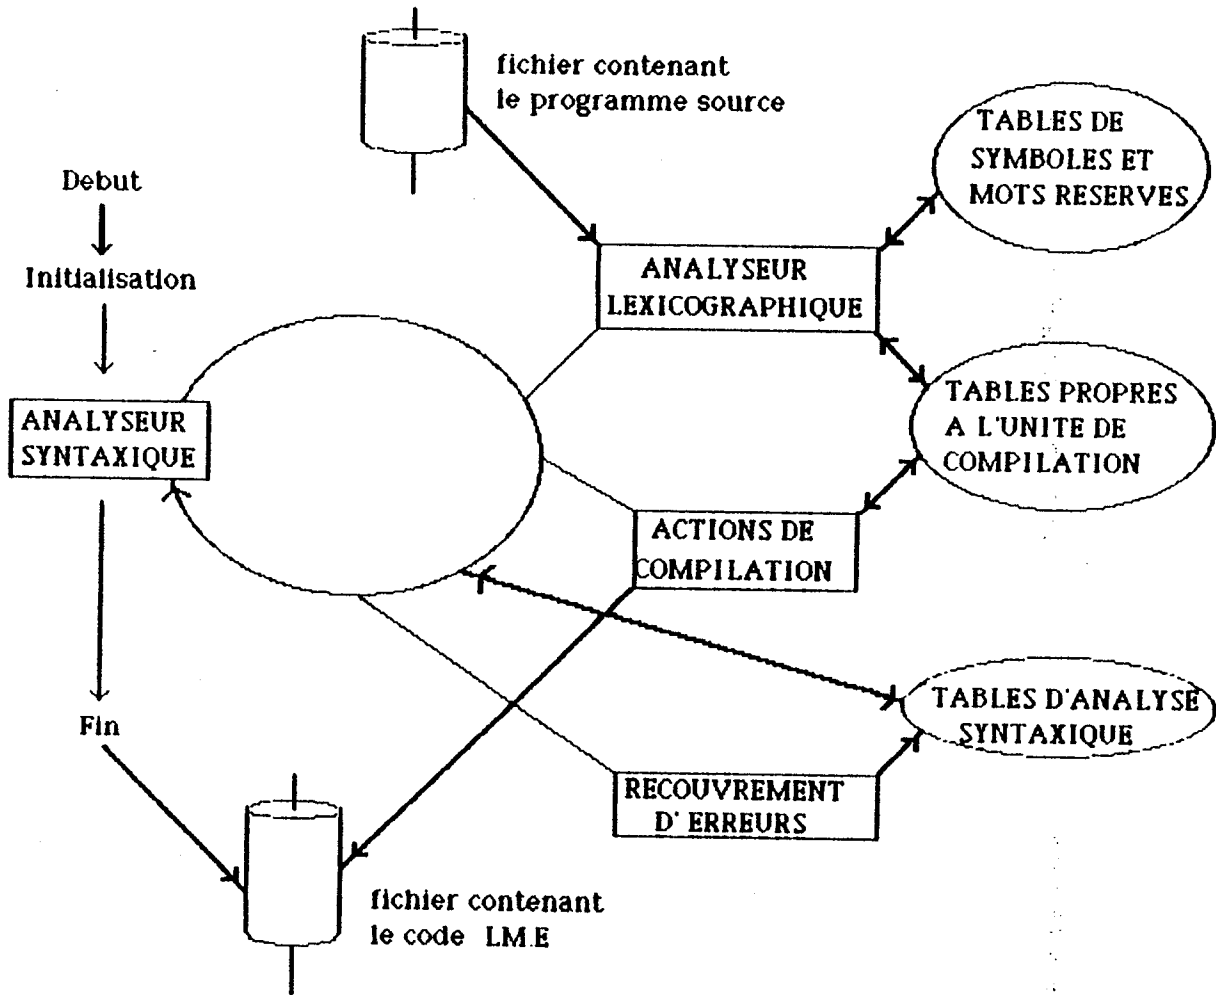 fichier contenant
le programme source
TABLES DE
SYMBOLES ET
MOTS RESERVES
Debut
Initialisation
ANALYSEUR
LEXICOGRAPHIQUE
ANALYSEUR
SYNTAXIQUE
TABLES PROPRES
A L'UNITE DE
COMPILATION
ACTIONS DE
COMPILATION
TABLES D'ANALYSE
SYNTAXIQUE
Fin
RECOUVREMENT
D' ERREURS
fichier contenant
le code LM.E